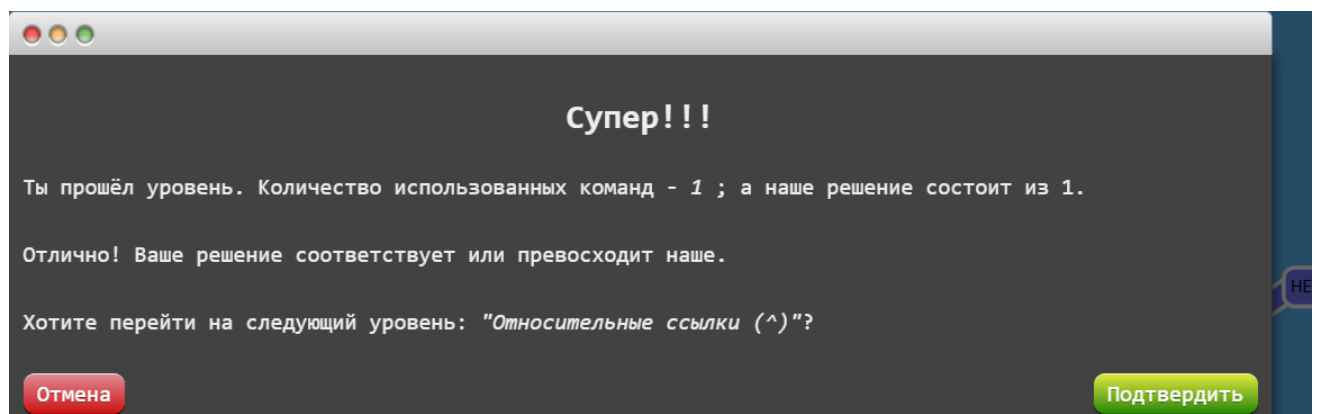 Супер!!!
Ты прошёл уровень. Количество использованных команд - 1 ; а наше решение состоит из 1.
Отлично! Ваше решение соответствует или превосходит наше.
Хотите перейти на следующий уровень: "Относительные ссылки (^)"?
HE
Отмена
Подтвердить